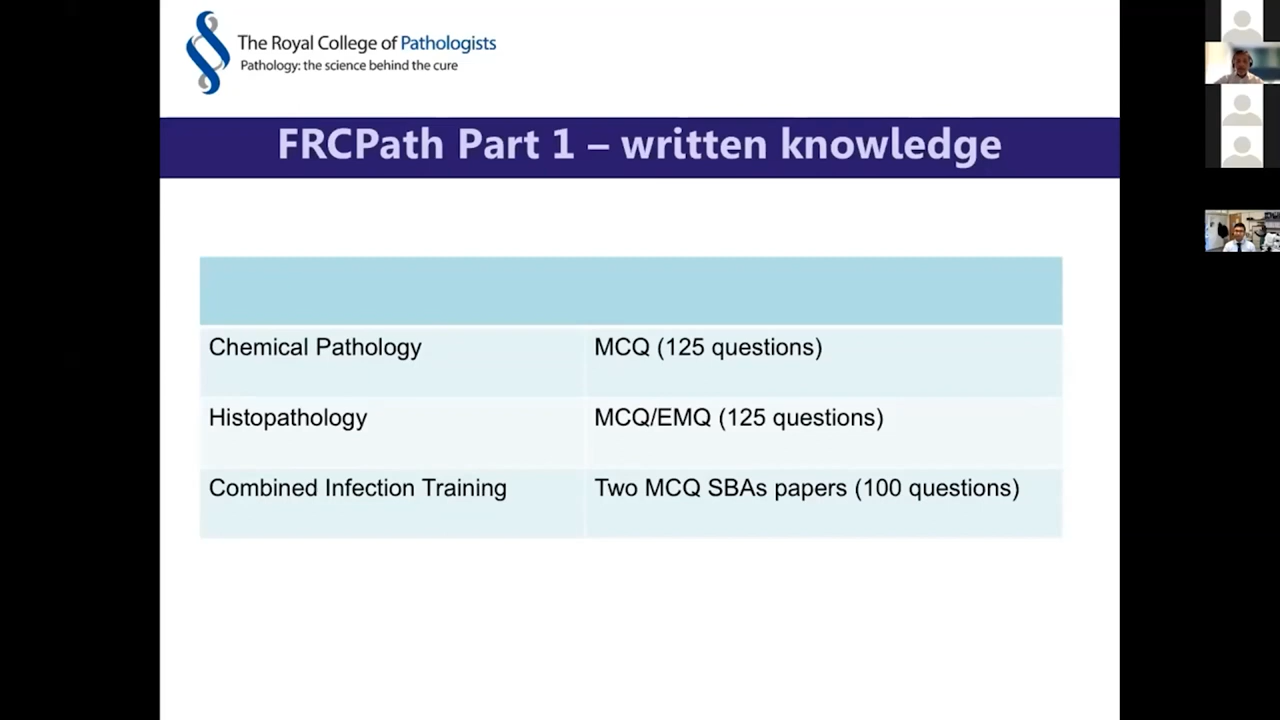 The Royal College of Pathologists
Pathology: the science behind the cure
FRCPath Part 1 – written knowledge
Chemical Pathology MCQ (125 questions)
Histopathology MCQ/EMQ (125 questions)
Combined Infection Training Two MCQ SBAs papers (100 questions)